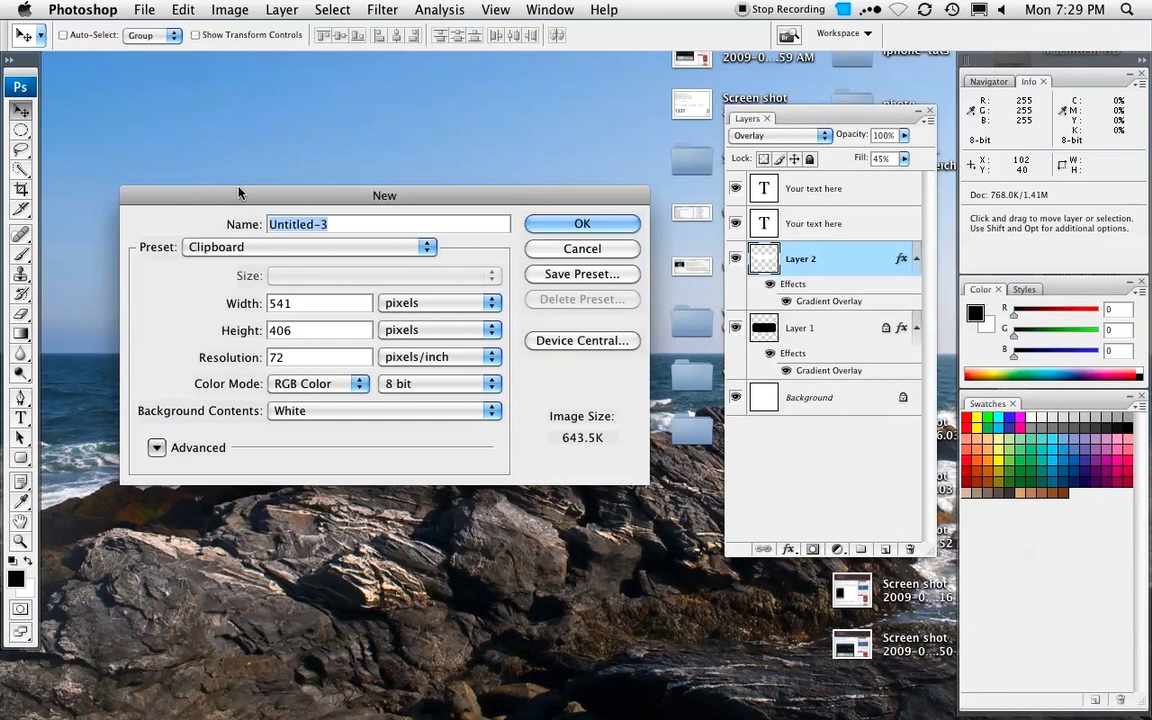 Photoshop File Edit Image Layer Select Filter Analysis View Window Help Stop Recording Mon 7:29 PM
Auto-Select: Group Show Transform Controls Workspace
2009-0....59 AM
Screen shot
Ps
New
Name: Untitled-3
Preset: Clipboard
Size:
Width: 541 pixels
Height: 406 pixels
Resolution: 72 pixels/inch
Color Mode: RGB Color 8 bit
Background Contents: White
Advanced
OK
Cancel
Save Preset...
Delete Preset...
Device Central...
Image Size:
643.5K
Layers
Overlay Opacity: 100%
Lock: Fill: 45%
T Your text here
T Your text here
Layer 2 fx
Effects
Gradient Overlay
Layer 1 fx
Effects
Gradient Overlay
Background
Screen shot
2009-0....16
Screen shot
2009-0....50
Navigator Info
R: 255 C: 0%
G: 255 M: 0%
B: 255 Y: 0%
K: 0%
8-bit 8-bit
X: 102 W:
Y: 40 H:
Doc: 768.0K/1.41M
Click and drag to move layer or selection.
Use Shift and Opt for additional options.
Color Styles
R 0
G 0
B 0
Swatches